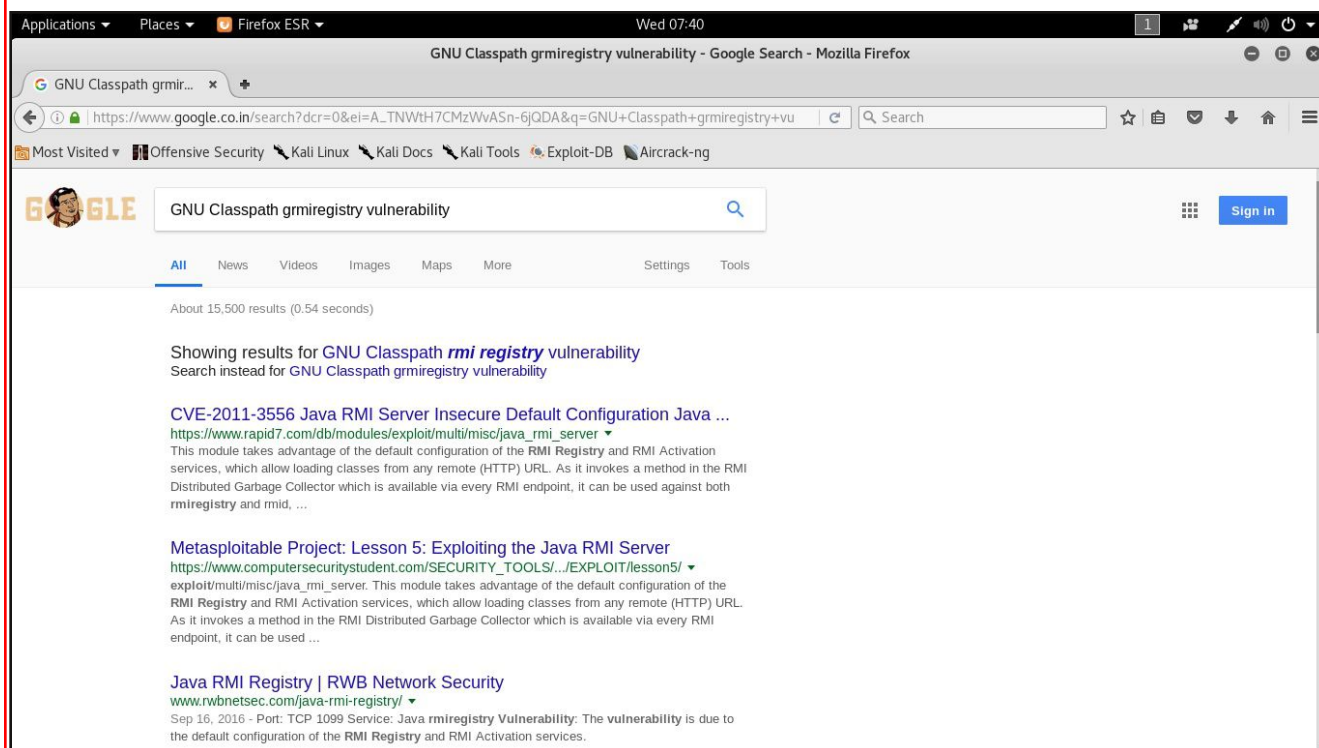 Applications ▾ Places ▾ Firefox ESR ▾ Wed 07:40 1
GNU Classpath grmiregistry vulnerability - Google Search - Mozilla Firefox
G GNU Classpath grmir... × +
https://www.google.co.in/search?dcr=0&ei=A_TNWtH7CMzWvASn-6jQDA&q=GNU+Classpath+grmiregistry+vu Search
Most Visited ▾ Offensive Security Kali Linux Kali Docs Kali Tools Exploit-DB Aircrack-ng
GOOGLE GNU Classpath grmiregistry vulnerability Sign in
All News Videos Images Maps More Settings Tools
About 15,500 results (0.54 seconds)
Showing results for GNU Classpath rmi registry vulnerability
Search instead for GNU Classpath grmiregistry vulnerability
CVE-2011-3556 Java RMI Server Insecure Default Configuration Java ...
https://www.rapid7.com/db/modules/exploit/multi/misc/java_rmi_server ▾
This module takes advantage of the default configuration of the RMI Registry and RMI Activation
services, which allow loading classes from any remote (HTTP) URL. As it invokes a method in the RMI
Distributed Garbage Collector which is available via every RMI endpoint, it can be used against both
rmiregistry and rmid, ...
Metasploitable Project: Lesson 5: Exploiting the Java RMI Server
https://www.computersecuritystudent.com/SECURITY_TOOLS/.../EXPLOIT/lesson5/ ▾
exploit/multi/misc/java_rmi_server. This module takes advantage of the default configuration of the
RMI Registry and RMI Activation services, which allow loading classes from any remote (HTTP) URL.
As it invokes a method in the RMI Distributed Garbage Collector which is available via every RMI
endpoint, it can be used ...
Java RMI Registry | RWB Network Security
www.rwbnetsec.com/java-rmi-registry/ ▾
Sep 16, 2016 - Port: TCP 1099 Service: Java rmiregistry Vulnerability: The vulnerability is due to
the default configuration of the RMI Registry and RMI Activation services.